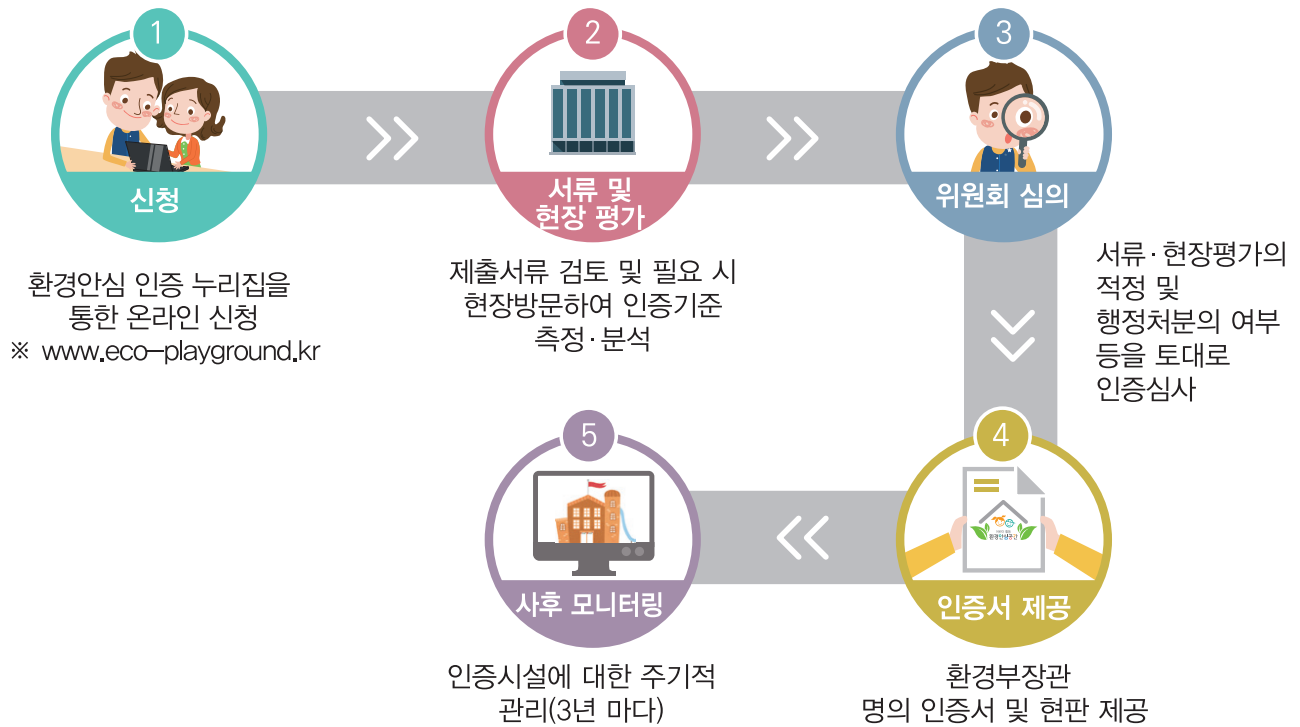 1
신청
환경안심 인증 누리집을
통한 온라인 신청
※ www.eco-playground.kr
2
서류 및
현장 평가
제출서류 검토 및 필요 시
현장방문하여 인증기준
측정·분석
3
위원회 심의
서류·현장평가의
적정 및
행정처분의 여부
등을 토대로
인증심사
4
환경안심공간
인증서 제공
환경부장관
명의 인증서 및 현판 제공
5
사후 모니터링
인증시설에 대한 주기적
관리(3년 마다)